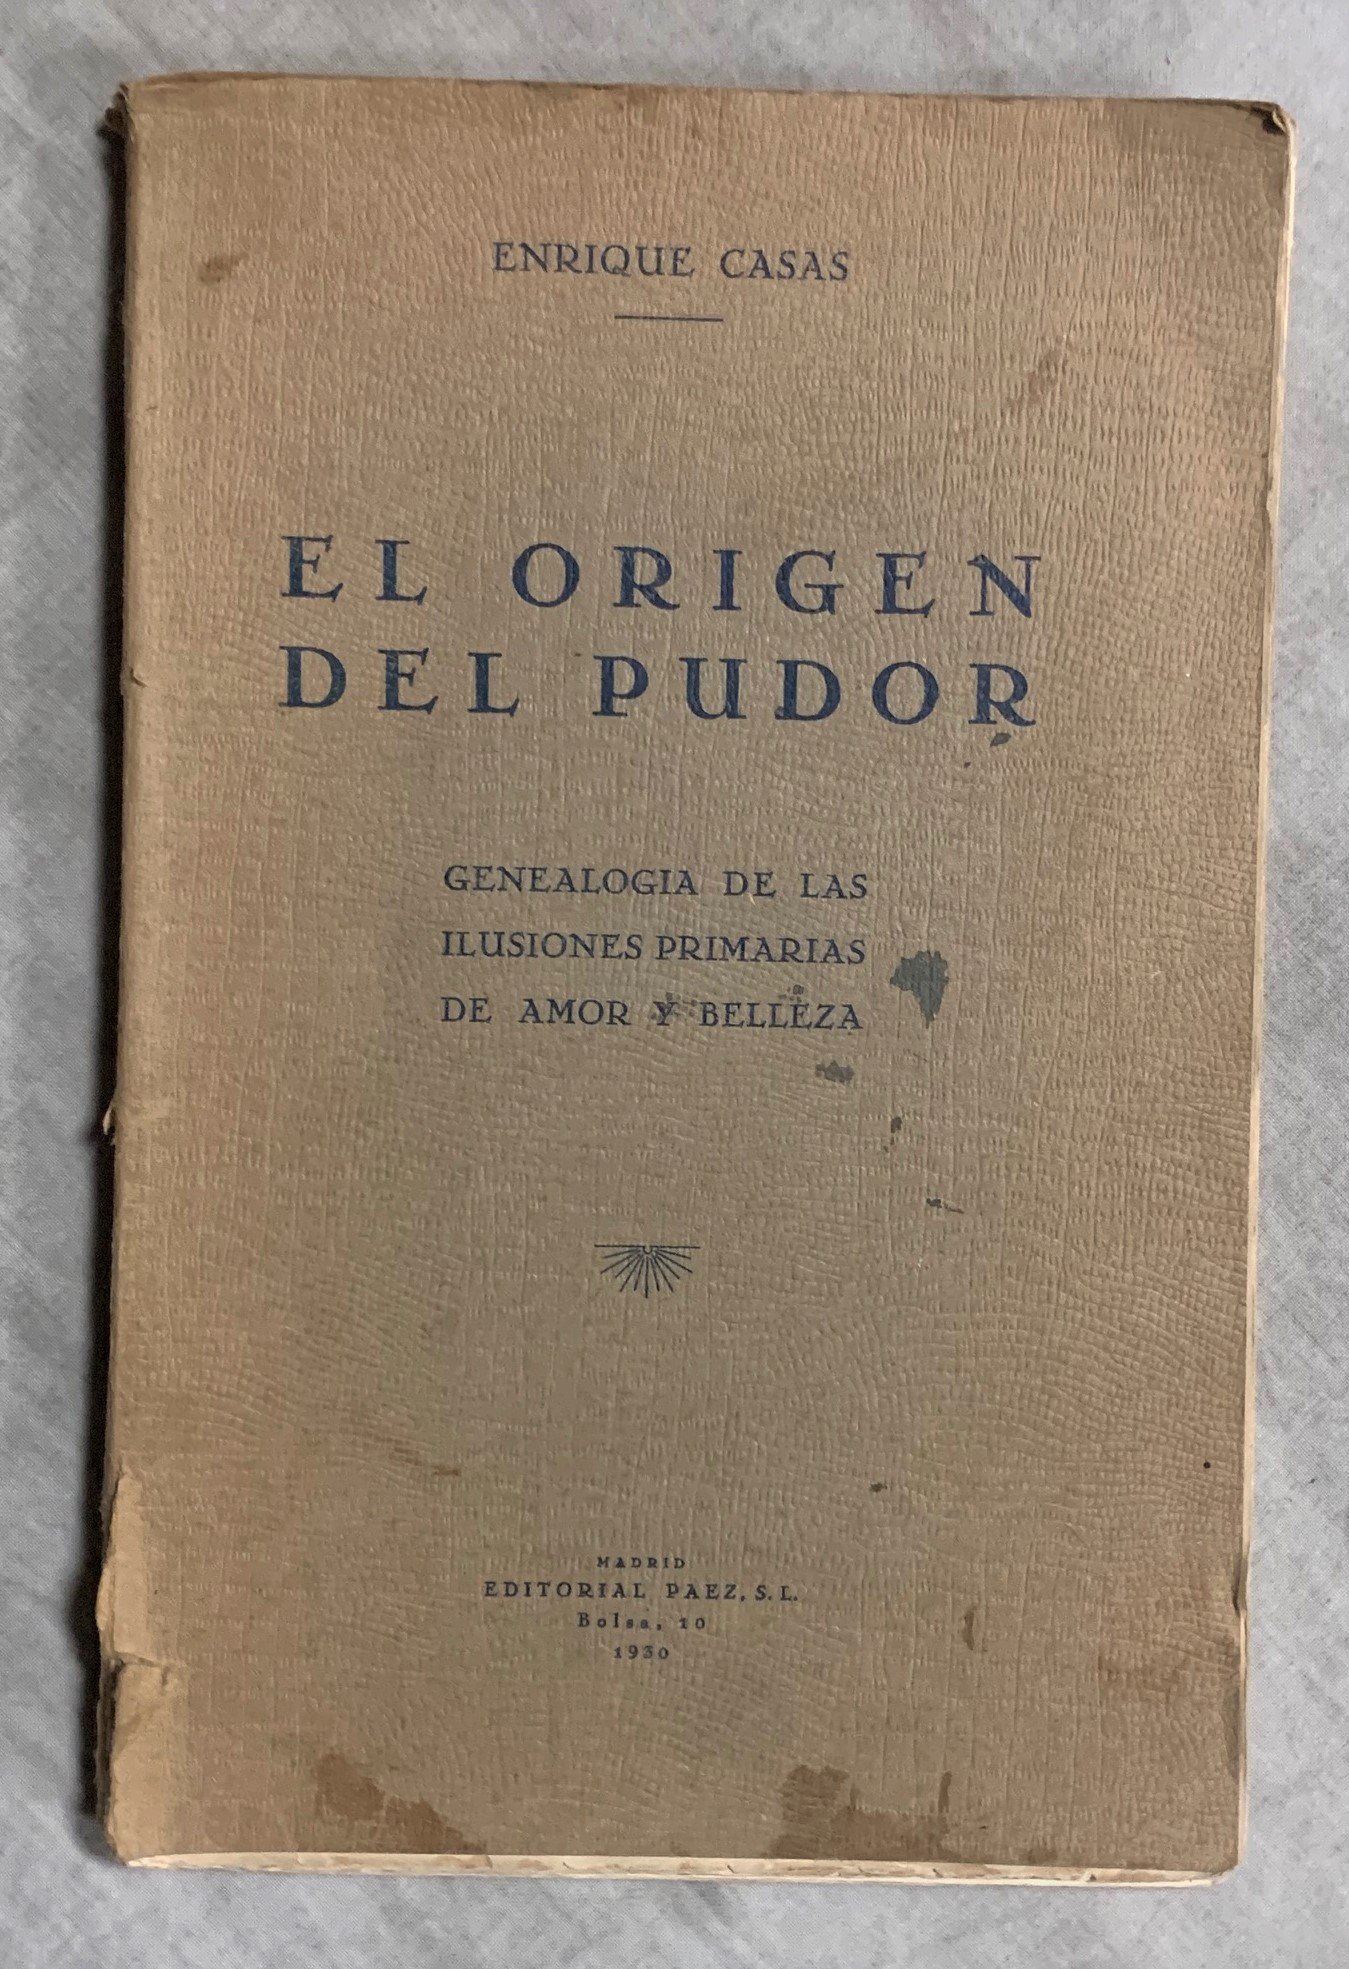 ENRIQUE CASAS
EL ORIGEN
DEL PUDOR
GENEALOGIA DE LAS
ILUSIONES PRIMARIAS
DE AMOR Y BELLEZA
MADRID
EDITORIAL PAEZ, S. L.
Bolsa, 10
1930